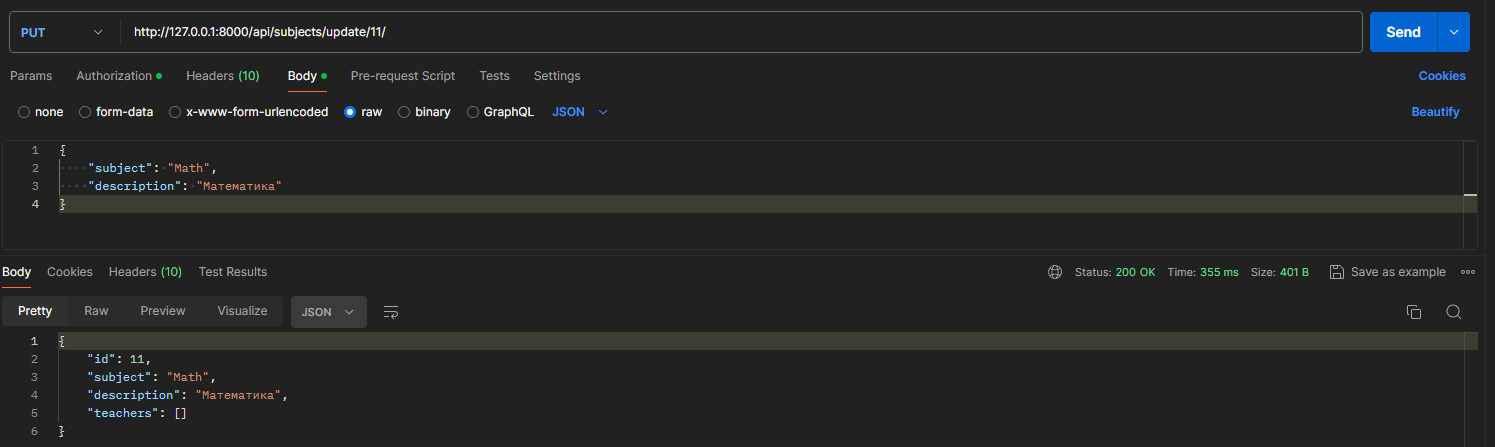 PUT http://127.0.0.1:8000/api/subjects/update/11/ Send
Params Authorization Headers (10) Body Pre-request Script Tests Settings Cookies
none form-data x-www-form-urlencoded raw binary GraphQL JSON Beautify
1 {
2 "subject": "Math",
3 "description": "Математика"
4 }
Body Cookies Headers (10) Test Results Status: 200 OK Time: 355 ms Size: 401 B Save as example
Pretty Raw Preview Visualize JSON
1 {
2 "id": 11,
3 "subject": "Math",
4 "description": "Математика",
5 "teachers": []
6 }